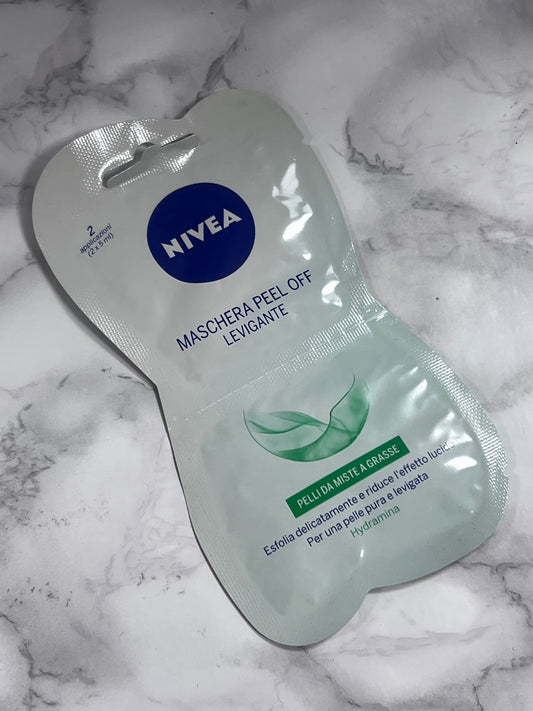 2
applicazioni
(2 x 5 ml)
NIVEA
MASCHERA PEEL OFF
LEVIGANTE
PELLI DA MISTE A GRASSE
Esfolia delicatamente e riduce l'effetto lucido
Per una pelle pura e levigata
Hydramina